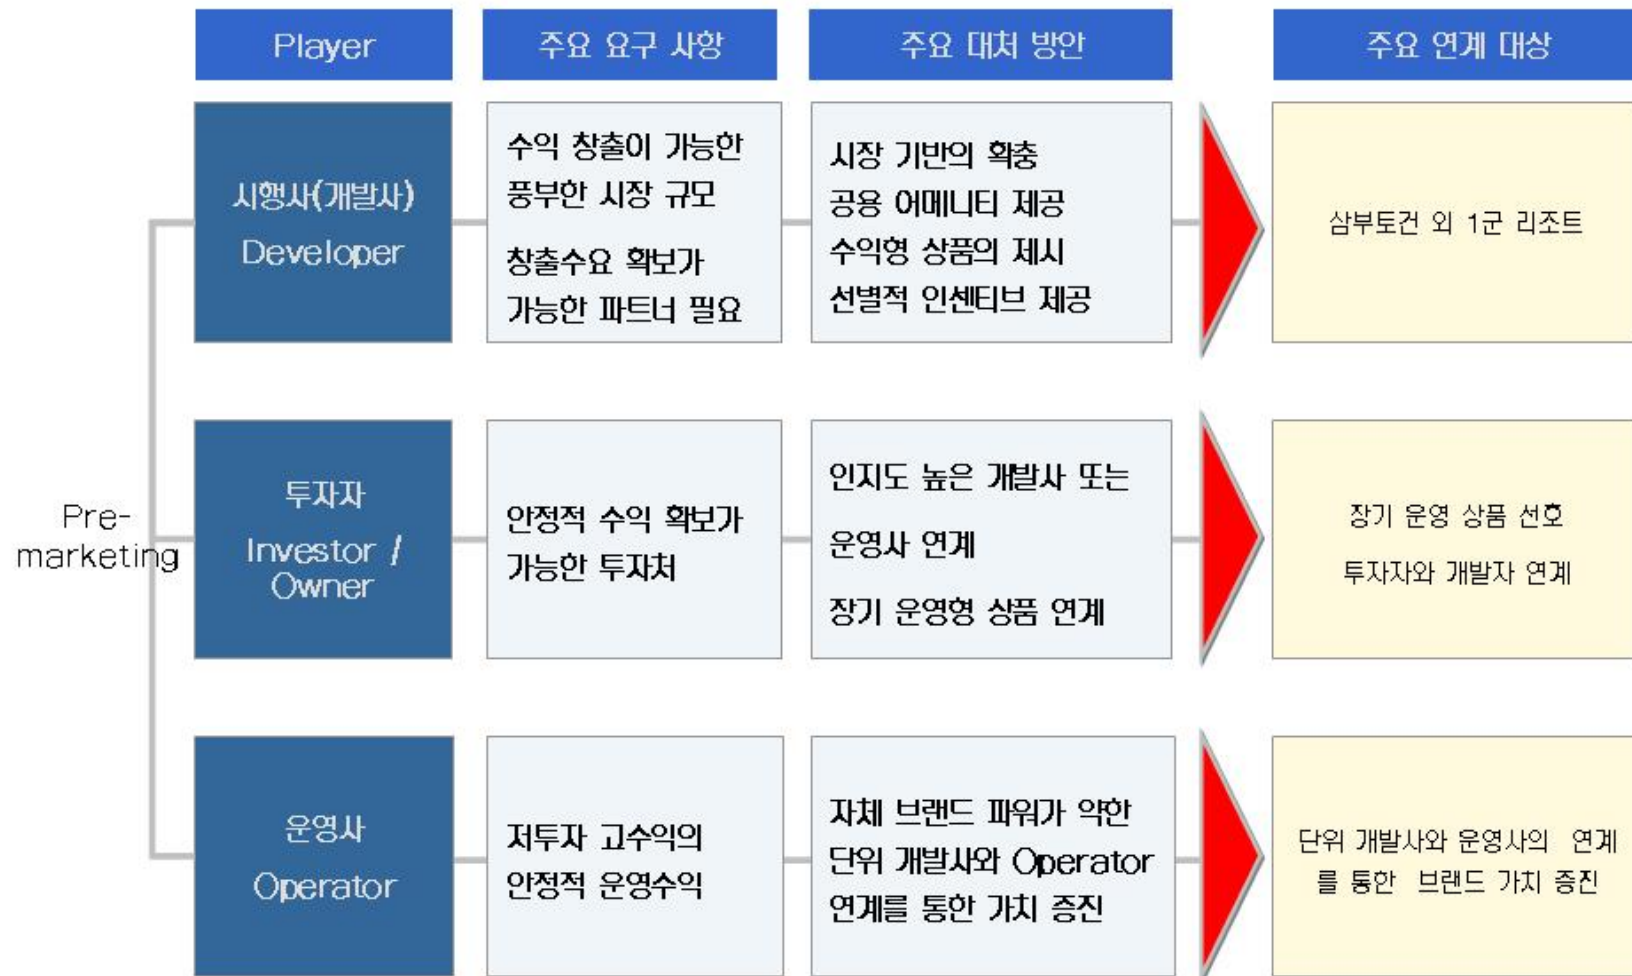 Player
주요 요구 사항
주요 대처 방안
주요 연계 대상
Pre-
marketing
시행사(개발사)
Developer
수익 창출이 가능한
풍부한 시장 규모
창출수요 확보가
가능한 파트너 필요
시장 기반의 확충
공용 어메니티 제공
수익형 상품의 제시
선별적 인센티브 제공
삼부토건 외 1군 리조트
투자자
Investor /
Owner
안정적 수익 확보가
가능한 투자처
인지도 높은 개발사 또는
운영사 연계
장기 운영형 상품 연계
장기 운영 상품 선호
투자자와 개발자 연계
운영사
Operator
저투자 고수익의
안정적 운영수익
자체 브랜드 파워가 약한
단위 개발사와 Operator
연계를 통한 가치 증진
단위 개발사와 운영사의 연계
를 통한 브랜드 가치 증진